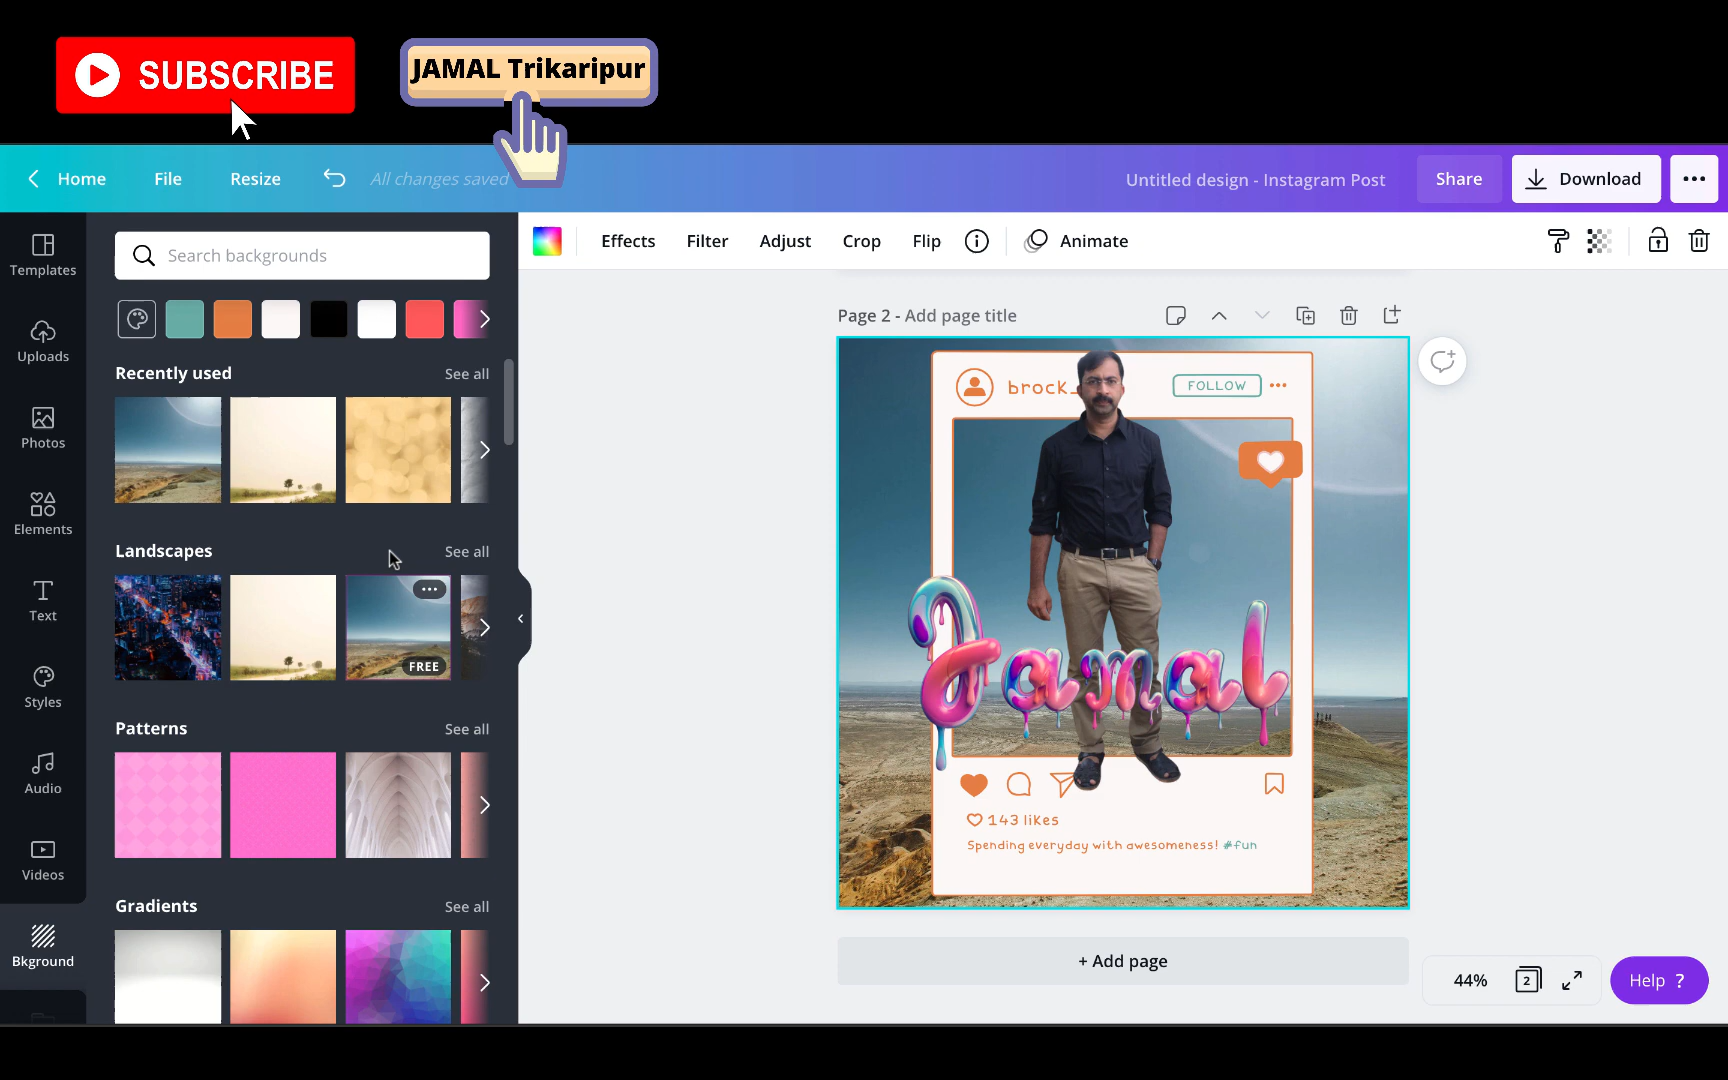 SUBSCRIBE
JAMAL Trikaripur
Home
File
Resize
All changes saved
Untitled design - Instagram Post
Share
Download
Templates
Uploads
Photos
Elements
Text
Styles
Audio
Videos
Bkground
Search backgrounds
Recently used
See all
Landscapes
See all
FREE
Patterns
See all
Gradients
See all
Effects
Filter
Adjust
Crop
Flip
Animate
Page 2 - Add page title
brock_
FOLLOW
Jamal
143 likes
Spending everyday with awesomeness! #fun
+ Add page
44%
2
Help ?